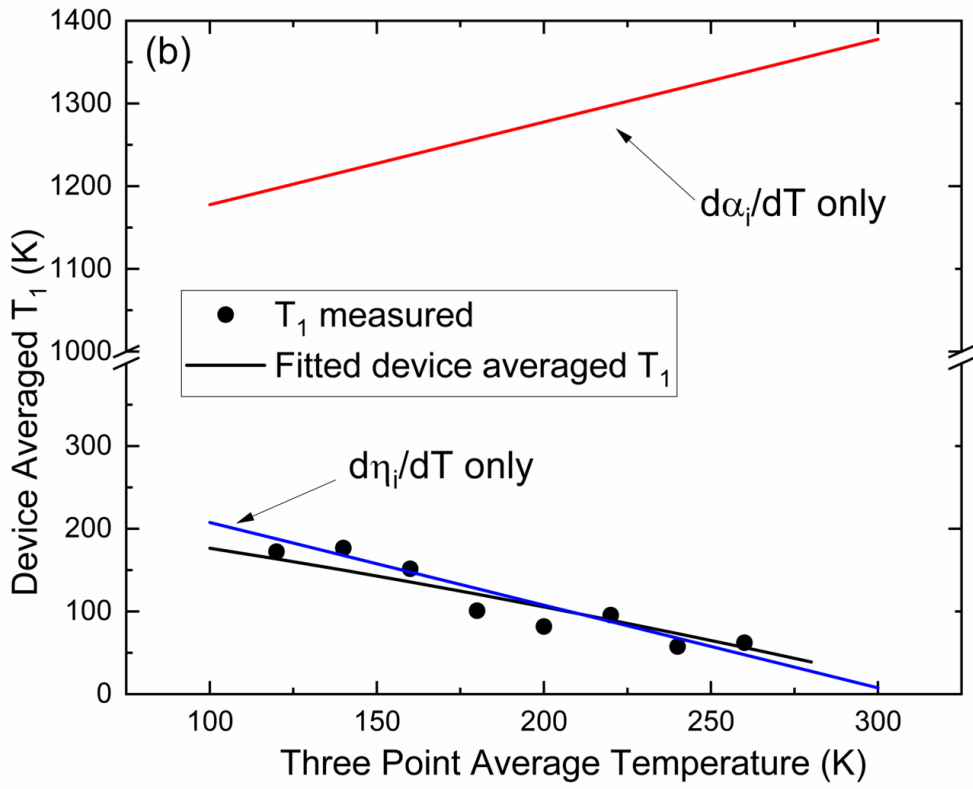 (b)
1400
1300
1200
1100
1000
300
200
100
0
Device Averaged T₁ (K)
dαᵢ/dT only
T₁ measured
Fitted device averaged T₁
dηᵢ/dT only
100
150
200
250
300
Three Point Average Temperature (K)